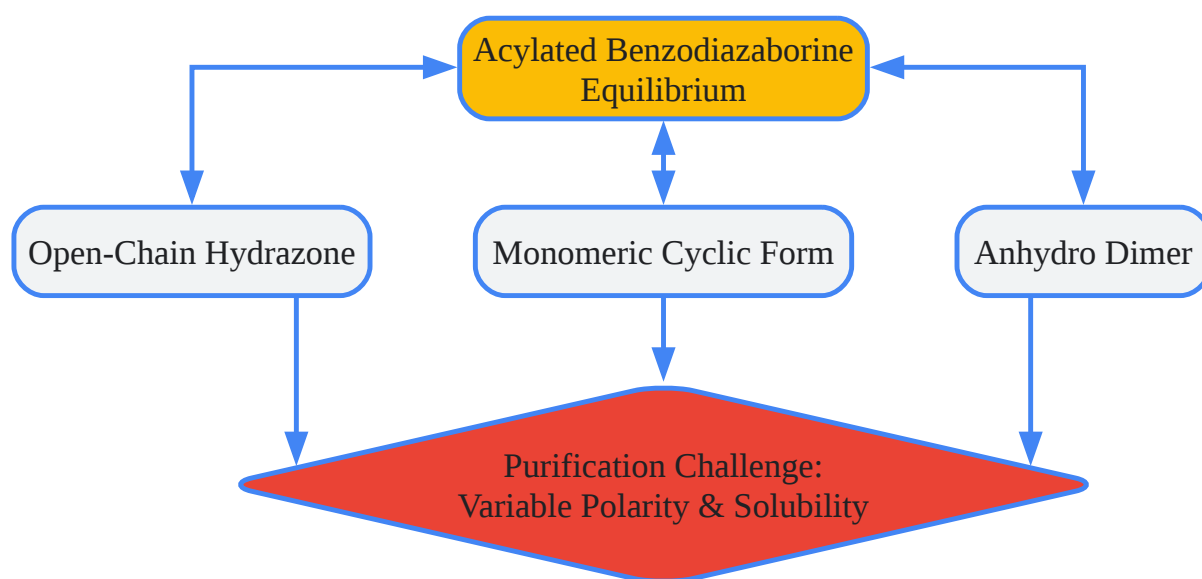 Acylated Benzodiazaborine
Equilibrium
Open-Chain Hydrazone
Monomeric Cyclic Form
Anhydro Dimer
Purification Challenge:
Variable Polarity & Solubility